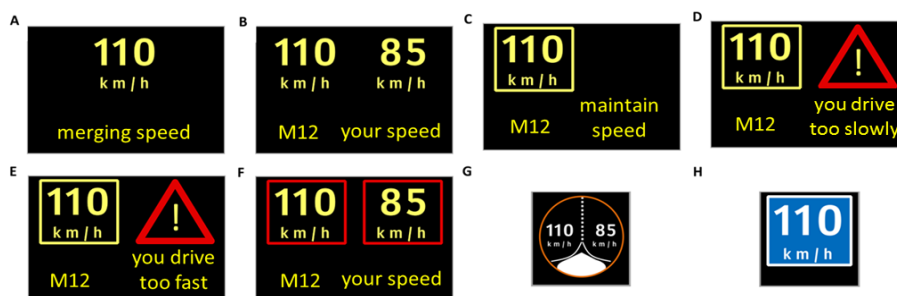 A
110
km/h
merging speed
B
110 85
km/h km/h
M12 your speed
C
110
km/h
M12 maintain speed
D
110 !
km/h
M12 you drive too slowly
E
110 !
km/h
M12 you drive too fast
F
110 85
km/h km/h
M12 your speed
G
110 85
km/h km/h
H
110
km/h